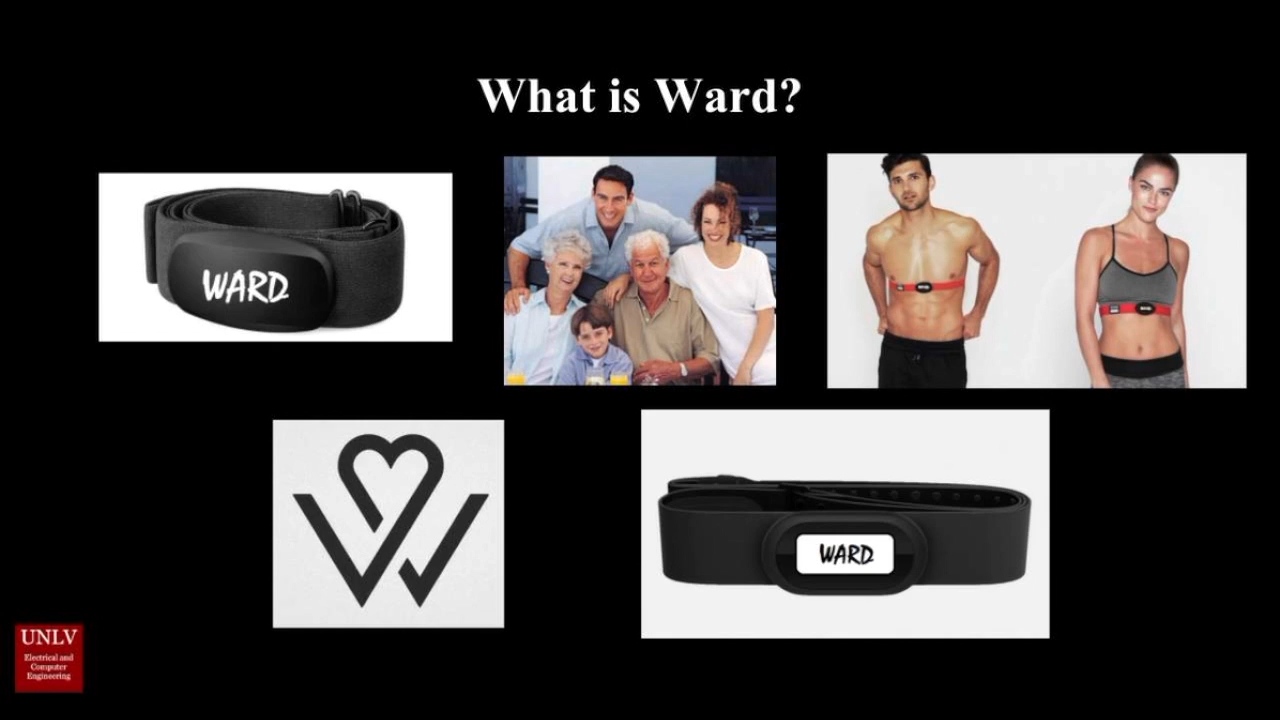 What is Ward?
WARD
WARD
UNLV
Electrical and
Computer
Engineering